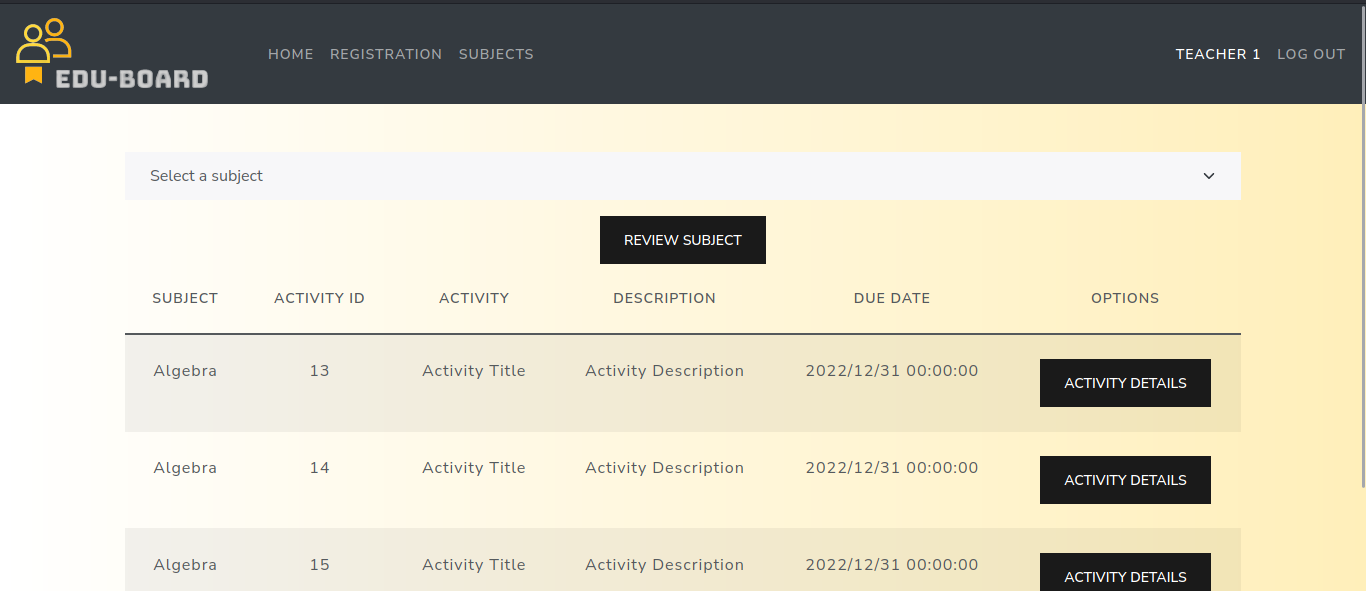 HOME REGISTRATION SUBJECTS TEACHER 1 LOG OUT
EDU-BOARD
Select a subject
REVIEW SUBJECT
SUBJECT ACTIVITY ID ACTIVITY DESCRIPTION DUE DATE OPTIONS
Algebra 13 Activity Title Activity Description 2022/12/31 00:00:00 ACTIVITY DETAILS
Algebra 14 Activity Title Activity Description 2022/12/31 00:00:00 ACTIVITY DETAILS
Algebra 15 Activity Title Activity Description 2022/12/31 00:00:00 ACTIVITY DETAILS